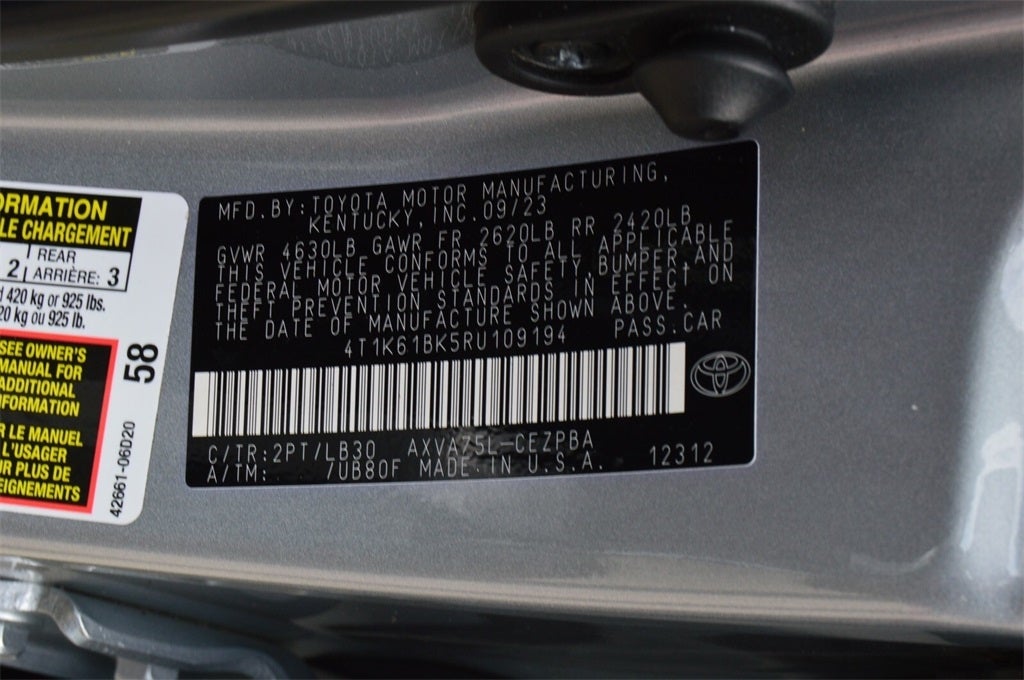 ORMATION
LE CHARGEMENT
2 REAR
ARRIÈRE: 3
420 kg or 925 lbs.
20 kg ou 925 lb.
SEE OWNER'S
MANUAL FOR
ADDITIONAL
NFORMATION
R LE MANUEL
L'USAGER
UR PLUS DE
EIGNEMENTS
58
42661-06D20
MFD.BY:TOYOTA MOTOR MANUFACTURING,
KENTUCKY, INC. 09/23
GVWR 4630LB GAWR FR 2620LB RR 2420LB
THIS VEHICLE CONFORMS TO ALL APPLICABLE
FEDERAL MOTOR VEHICLE SAFETY,BUMPER,AND
THEFT PREVENTION STANDARDS IN EFFECT ON
THE DATE OF MANUFACTURE SHOWN ABOVE.
4T1K61BK5RU109194 PASS.CAR
C/TR:2PT/LB30 AXVA75L-CEZPBA
A/TM: /UB80F MADE IN U.S.A. 12312